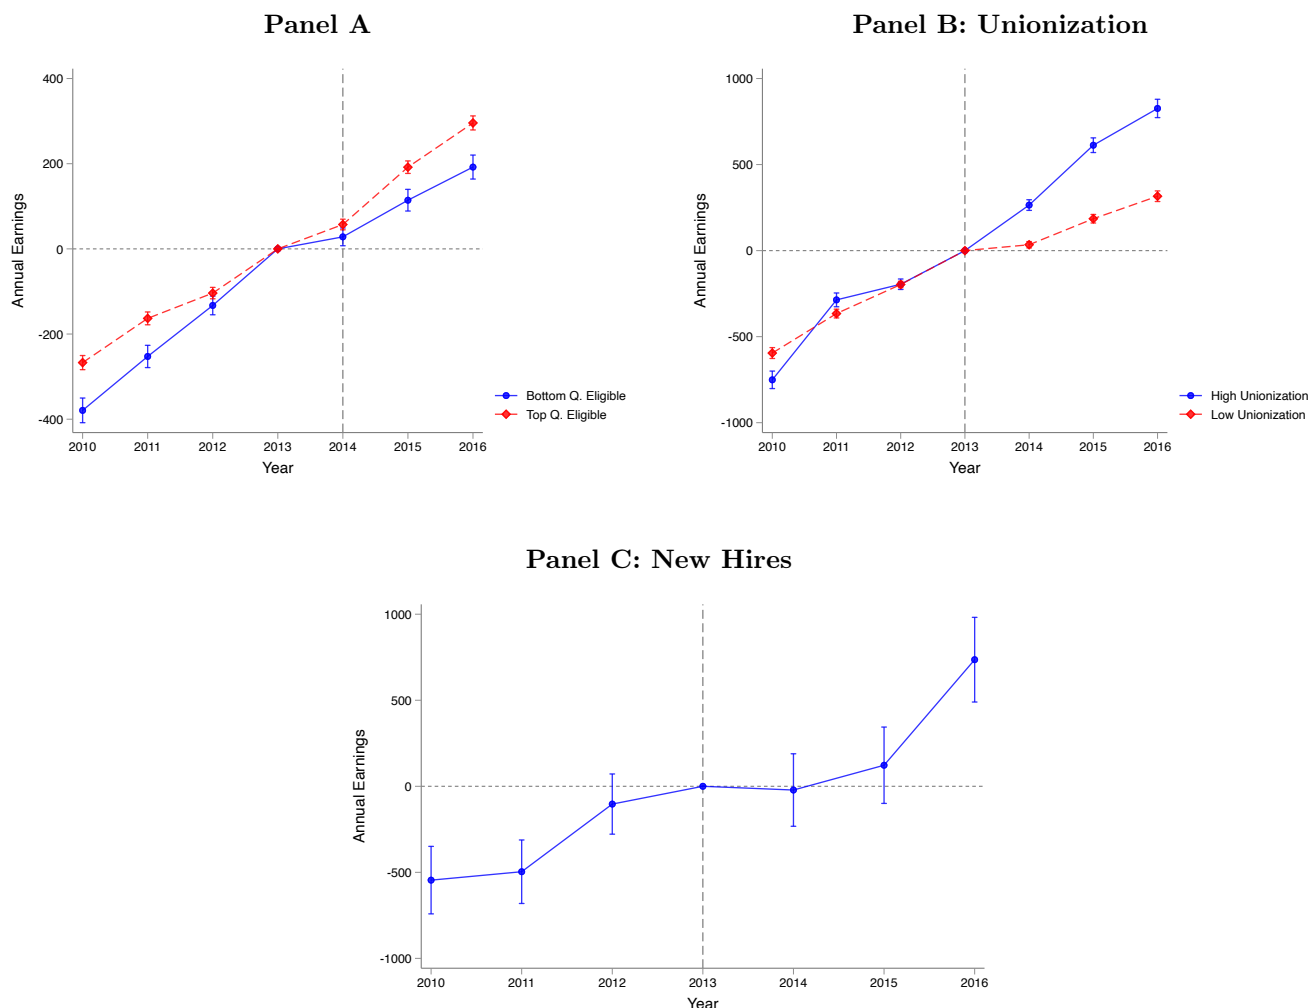 Panel A
400
200
0
-200
-400
Annual Earnings
2010 2011 2012 2013 2014 2015 2016
Year
Bottom Q. Eligible
Top Q. Eligible
Panel B: Unionization
1000
500
0
-500
-1000
Annual Earnings
2010 2011 2012 2013 2014 2015 2016
Year
High Unionization
Low Unionization
Panel C: New Hires
1000
500
0
-500
-1000
Annual Earnings
2010 2011 2012 2013 2014 2015 2016
Year